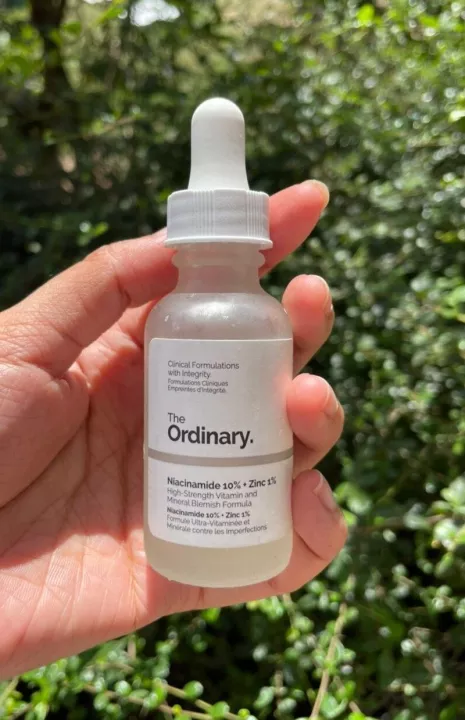 Clinical Formulations
with Integrity.
Formulations Cliniques
Empreintes d'Intégrité.
The
Ordinary.
Niacinamide 10% + Zinc 1%
High-Strength Vitamin and
Mineral Blemish Formula
Niacinamide 10% + Zinc 1%
Formule Ultra-Vitaminée et
Minérale contre les Imperfections